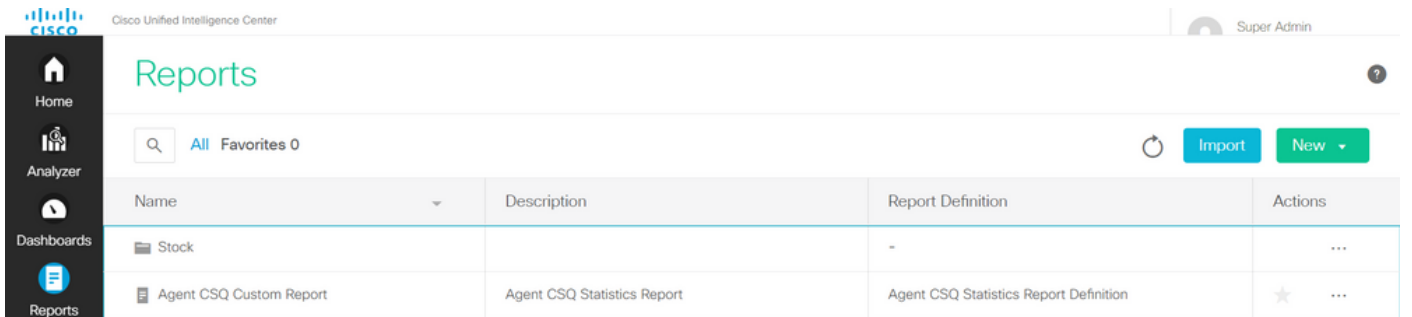 CISCO
Cisco Unified Intelligence Center
Super Admin
Home
Analyzer
Dashboards
Reports
Reports
?
All Favorites 0
Import
New
Name Description Report Definition Actions
Stock - ...
Agent CSQ Custom Report Agent CSQ Statistics Report Agent CSQ Statistics Report Definition ...